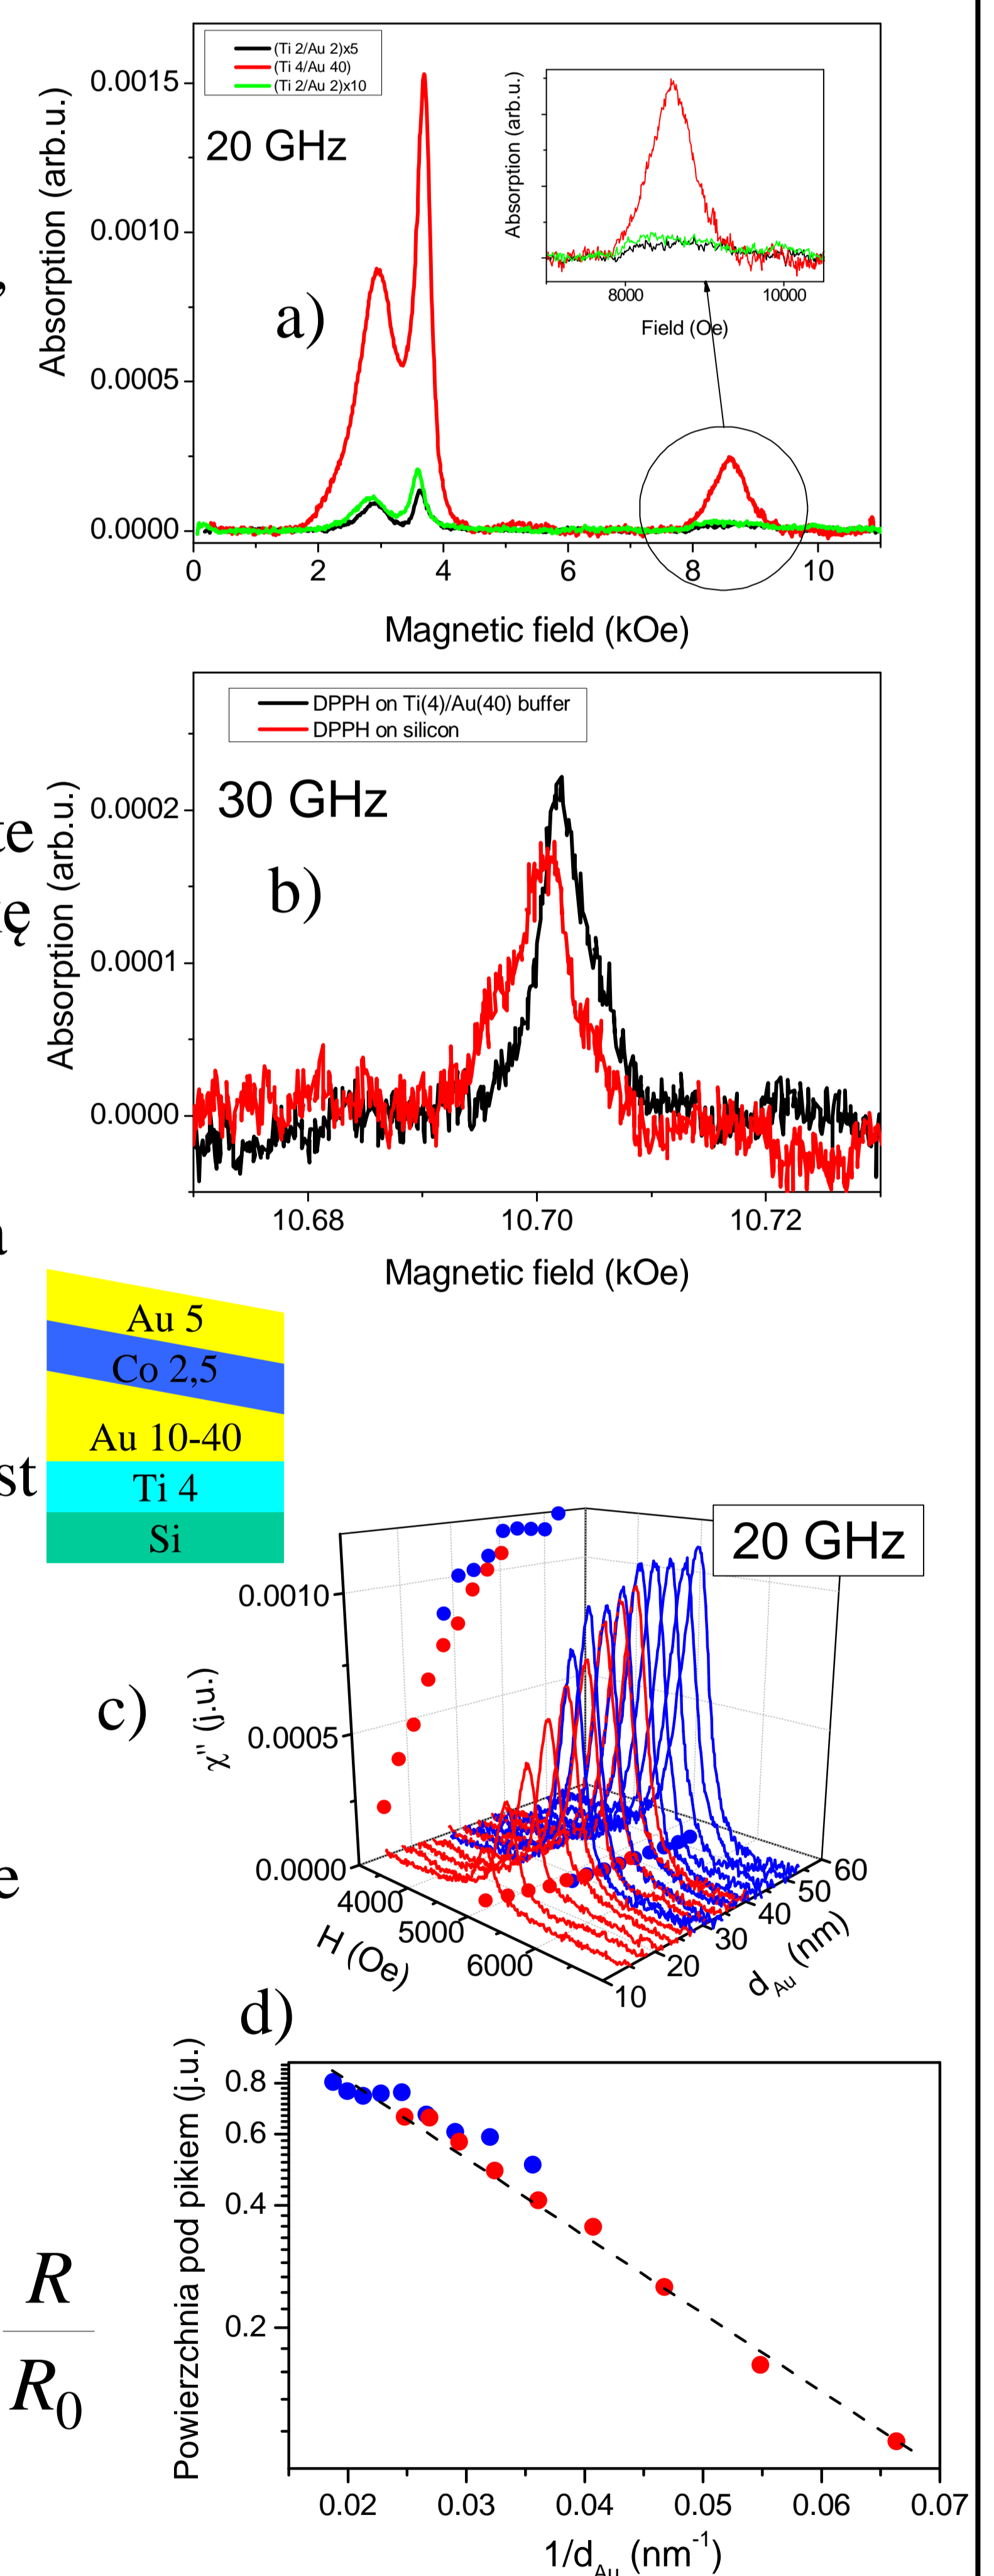 (Ti 2/Au 2)x5
(Ti 4/Au 40)
(Ti 2/Au 2)x10
20 GHz
a)
Absorption (arb.u.)
0.0015
0.0010
0.0005
0.0000
0 2 4 6 8 10
Magnetic field (kOe)
Absorption (arb.u.)
8000 10000
Field (Oe)
,
DPPH on Ti(4)/Au(40) buffer
DPPH on silicon
30 GHz
b)
te
kę
Absorption (arb.u.)
0.0002
0.0001
0.0000
10.68 10.70 10.72
Magnetic field (kOe)
Au 5
Co 2,5
Au 10-40
Ti 4
Si
st
20 GHz
c)
χ'' (j.u.)
0.0010
0.0005
0.0000
4000
5000
6000
H (Oe)
10
20
30
40
50
60
dAu (nm)
e
d)
Powierzchnia pod pikiem (j.u.)
0.8
0.6
0.4
0.2
0.02 0.03 0.04 0.05 0.06 0.07
1/dAu (nm-1)
R
R0